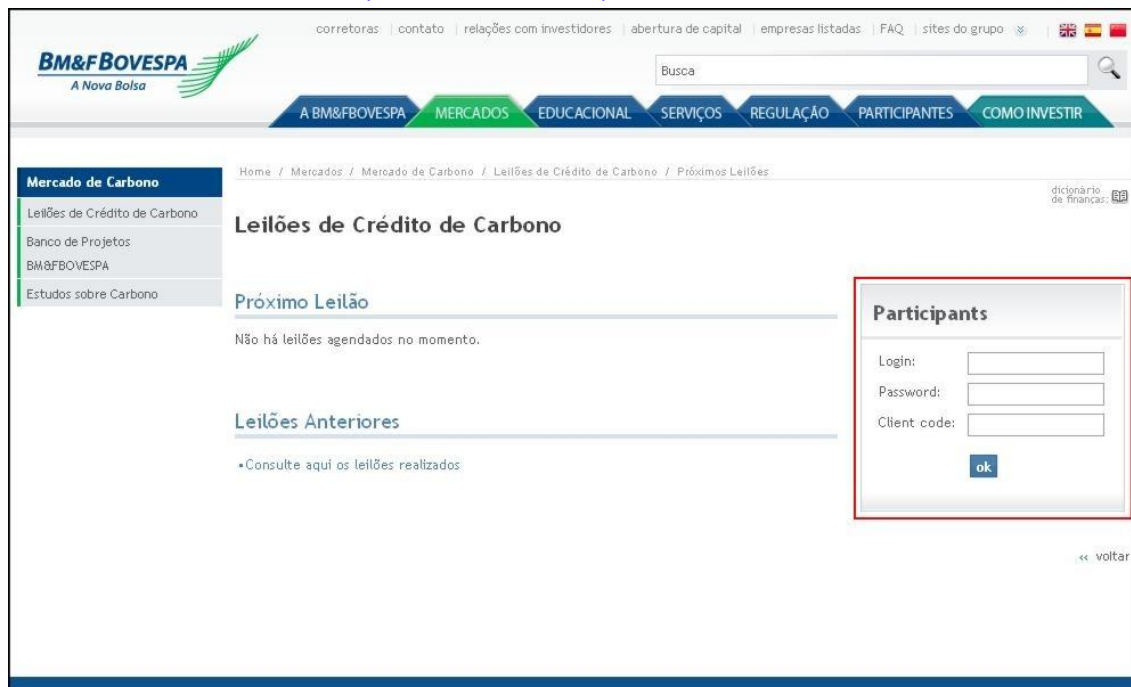 corretoras | contato | relações com investidores | abertura de capital | empresas listadas | FAQ | sites do grupo
BM&FBOVESPA
A Nova Bolsa
Busca
A BM&FBOVESPA MERCADOS EDUCACIONAL SERVIÇOS REGULAÇÃO PARTICIPANTES COMO INVESTIR
Home / Mercados / Mercado de Carbono / Leilões de Crédito de Carbono / Próximos Leilões
Mercado de Carbono
Leilões de Crédito de Carbono
Banco de Projetos
BM&FBOVESPA
Estudos sobre Carbono
dicionário
de finanças:
Leilões de Crédito de Carbono
Próximo Leilão
Não há leilões agendados no momento.
Leilões Anteriores
•Consulte aqui os leilões realizados
Participants
Login:
Password:
Client code:
ok
‹‹ voltar